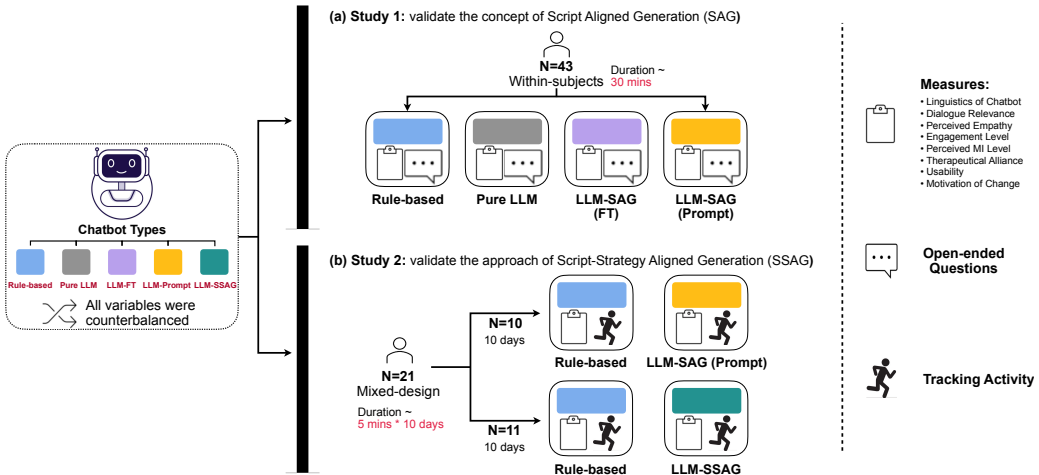 (a) Study 1: validate the concept of Script Aligned Generation (SAG)
N=43
Within-subjects
Duration ~
30 mins
Rule-based
Pure LLM
LLM-SAG
(FT)
LLM-SAG
(Prompt)
Chatbot Types
Rule-based
Pure LLM
LLM-FT
LLM-Prompt
LLM-SSAG
All variables were
counterbalanced
(b) Study 2: validate the approach of Script-Strategy Aligned Generation (SSAG)
N=21
Mixed-design
Duration ~
5 mins * 10 days
N=10
10 days
Rule-based
LLM-SAG (Prompt)
N=11
10 days
Rule-based
LLM-SSAG
Measures:
• Linguistics of Chatbot
• Dialogue Relevance
• Perceived Empathy
• Engagement Level
• Perceived MI Level
• Therapeutical Alliance
• Usability
• Motivation of Change
Open-ended
Questions
Tracking Activity